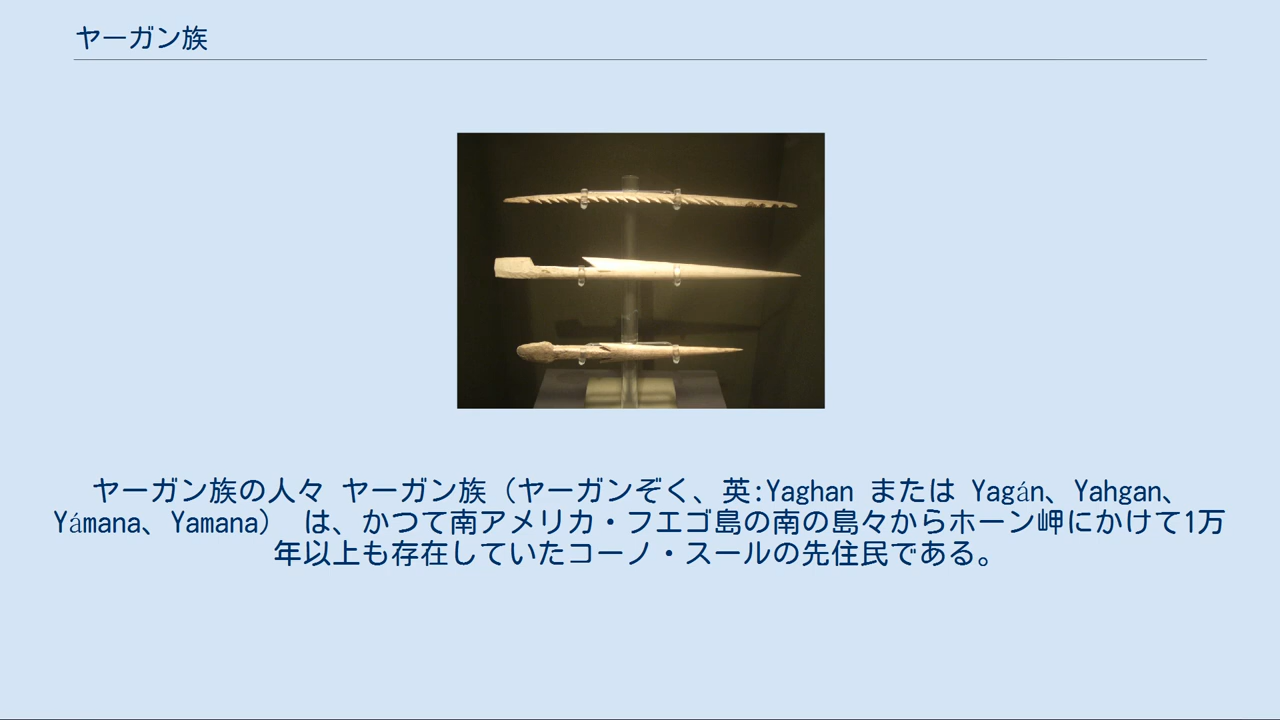 ヤーガン族
ヤーガン族の人々 ヤーガン族（ヤーガンぞく、英:Yaghan または Yagán、Yahgan、
Yámana、Yamana） は、かつて南アメリカ・フエゴ島の南の島々からホーン岬にかけて1万
年以上も存在していたコーノ・スールの先住民である。